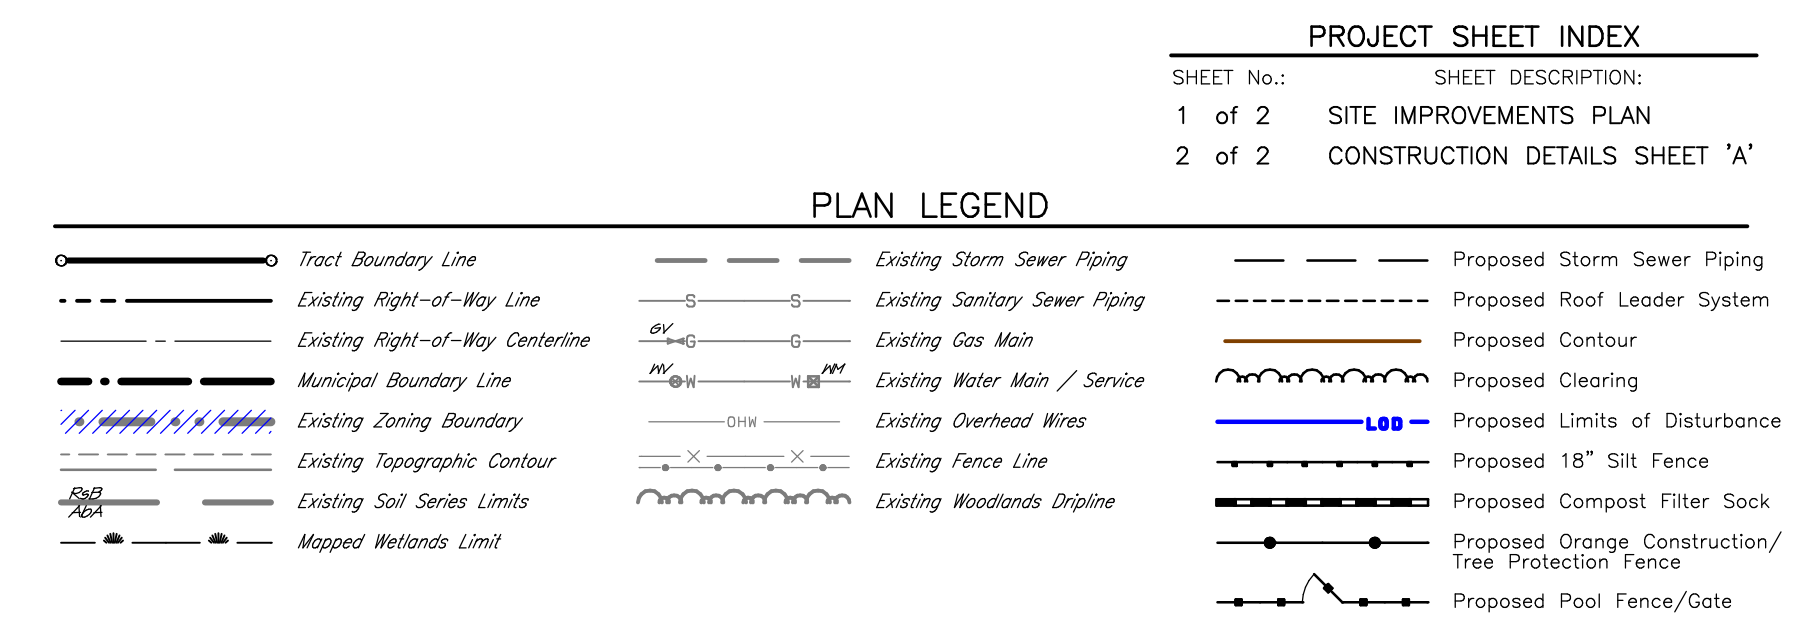 PROJECT SHEET INDEX
SHEET No.: SHEET DESCRIPTION:
1 of 2 SITE IMPROVEMENTS PLAN
2 of 2 CONSTRUCTION DETAILS SHEET 'A'
PLAN LEGEND
Tract Boundary Line
Existing Right-of-Way Line
Existing Right-of-Way Centerline
Municipal Boundary Line
Existing Zoning Boundary
Existing Topographic Contour
RsB
AbA
Existing Soil Series Limits
Mapped Wetlands Limit
Existing Storm Sewer Piping
S S Existing Sanitary Sewer Piping
GV
G G Existing Gas Main
WV WM
W W Existing Water Main / Service
OHW Existing Overhead Wires
Existing Fence Line
Existing Woodlands Dripline
Proposed Storm Sewer Piping
Proposed Roof Leader System
Proposed Contour
Proposed Clearing
LOD Proposed Limits of Disturbance
Proposed 18" Silt Fence
Proposed Compost Filter Sock
Proposed Orange Construction/
Tree Protection Fence
Proposed Pool Fence/Gate